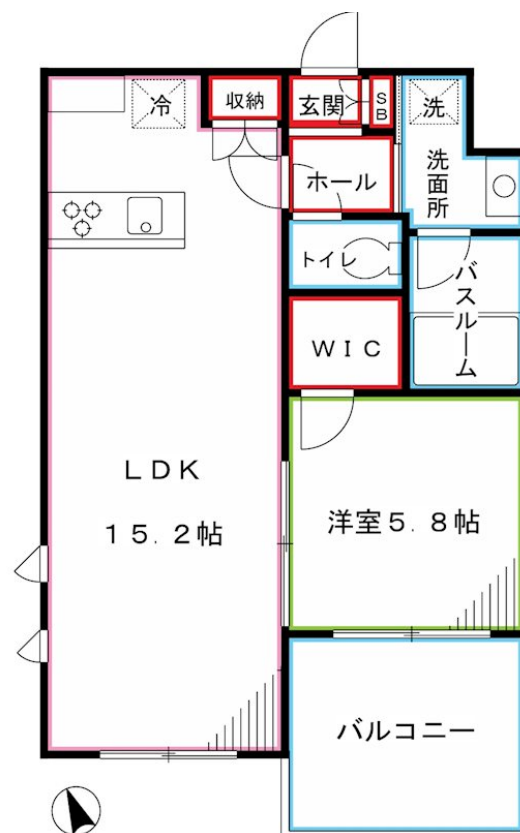 冷
収納
玄関
SB
洗
洗面所
ホール
トイレ
バスルーム
WIC
LDK
15.2帖
洋室5.8帖
バルコニー